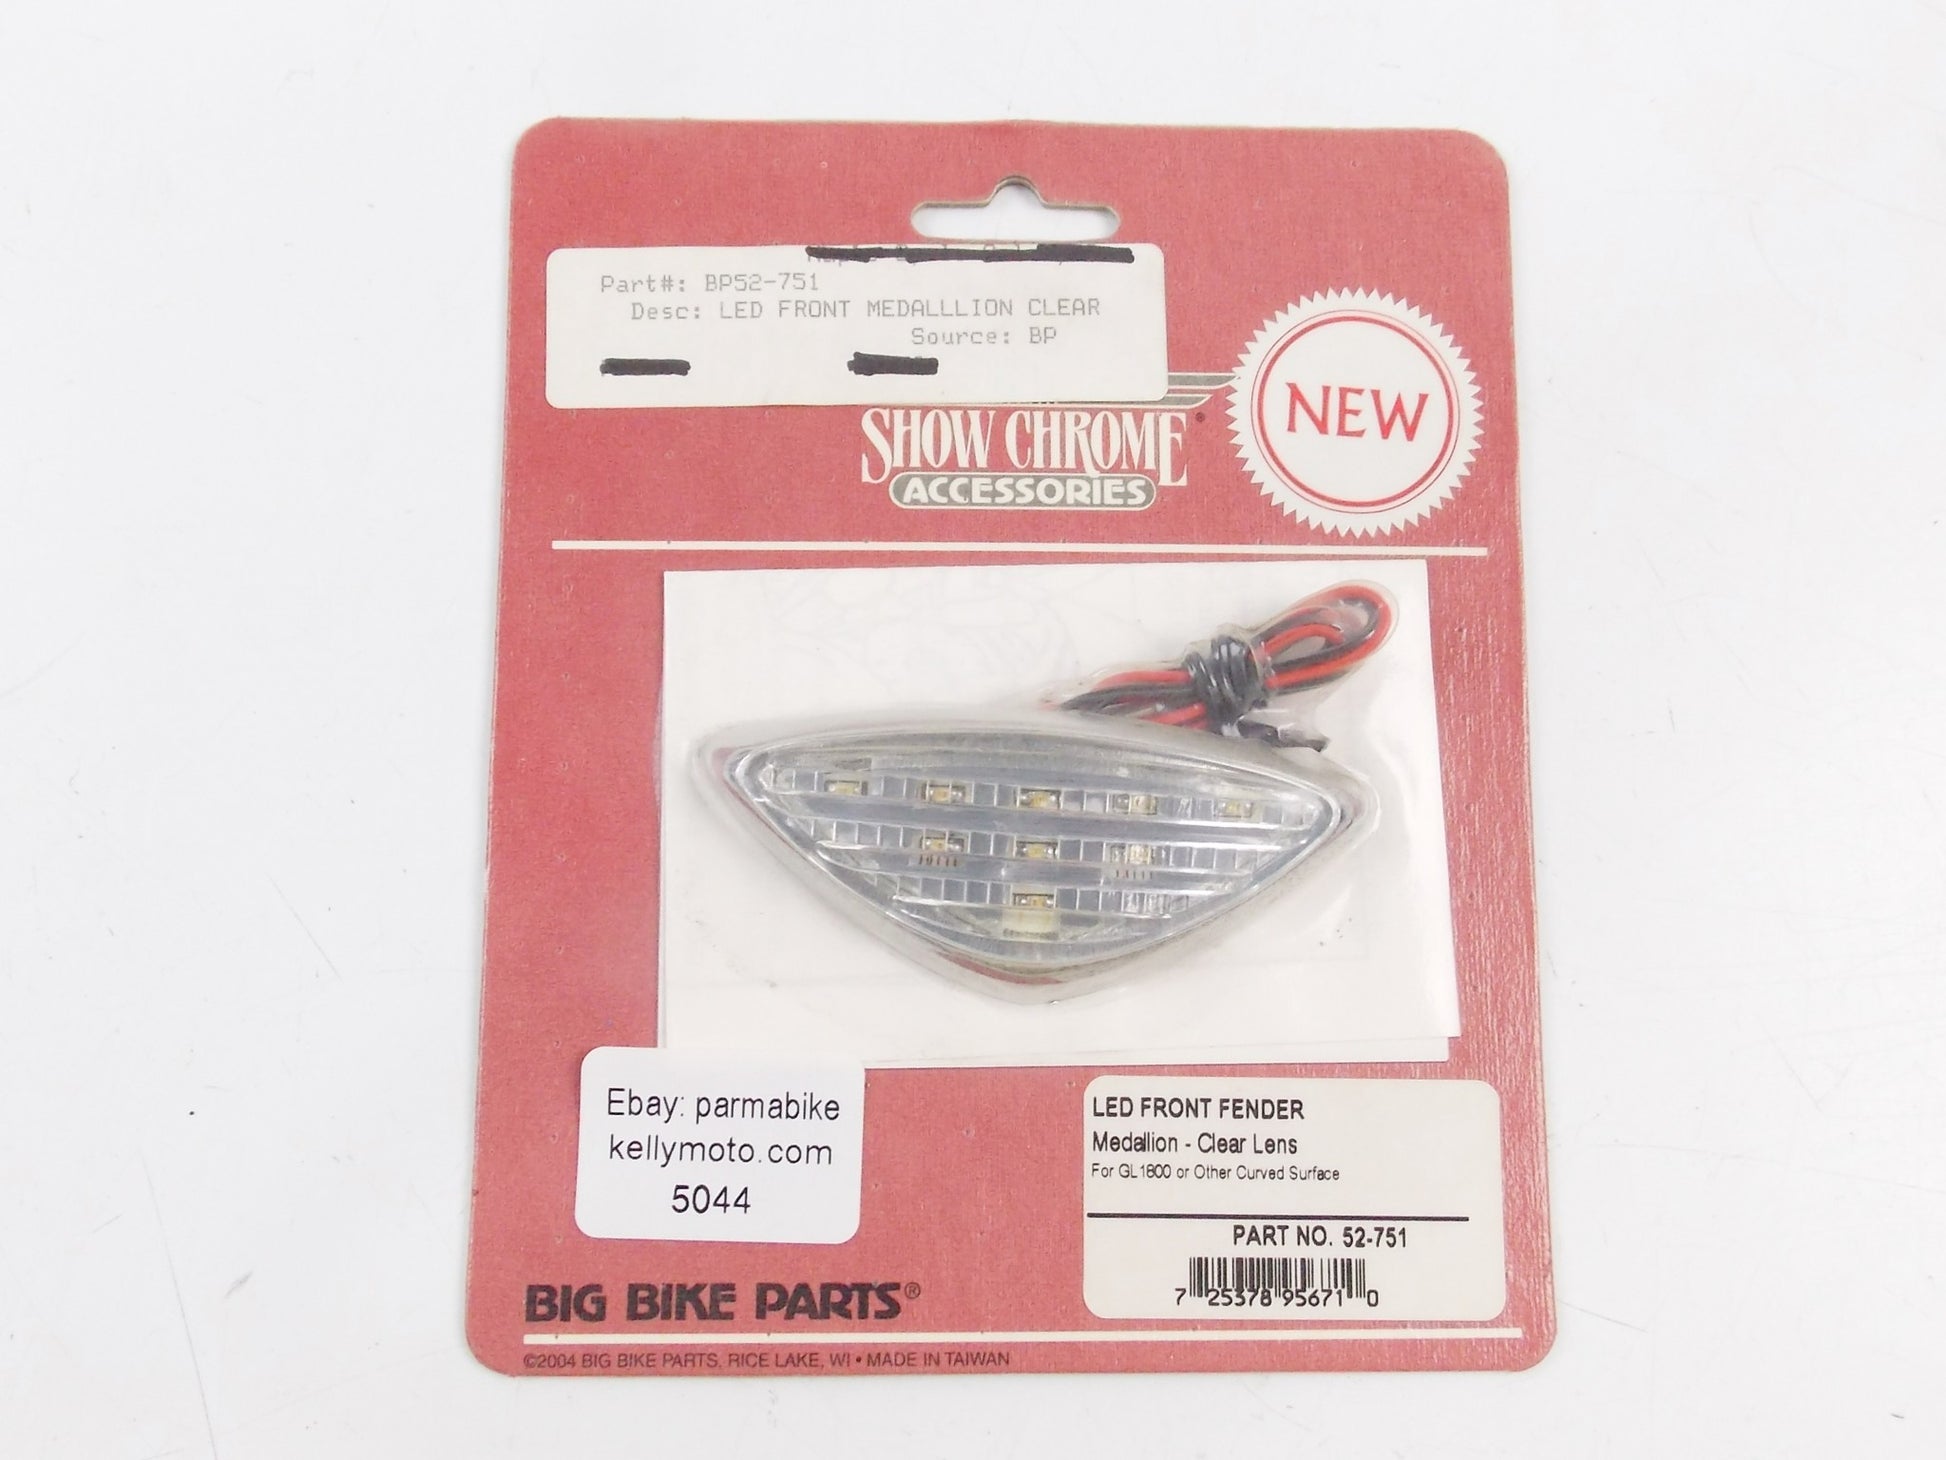 Part#: BP52-751
Desc: LED FRONT MEDALLLION CLEAR
Source: BP
SHOW CHROME®
ACCESSORIES
NEW
Ebay: parmabike
kellymoto.com
5044
LED FRONT FENDER
Medallion - Clear Lens
For GL1800 or Other Curved Surface
PART NO. 52-751
7 25378 95671 0
BIG BIKE PARTS®
©2004 BIG BIKE PARTS, RICE LAKE, WI • MADE IN TAIWAN